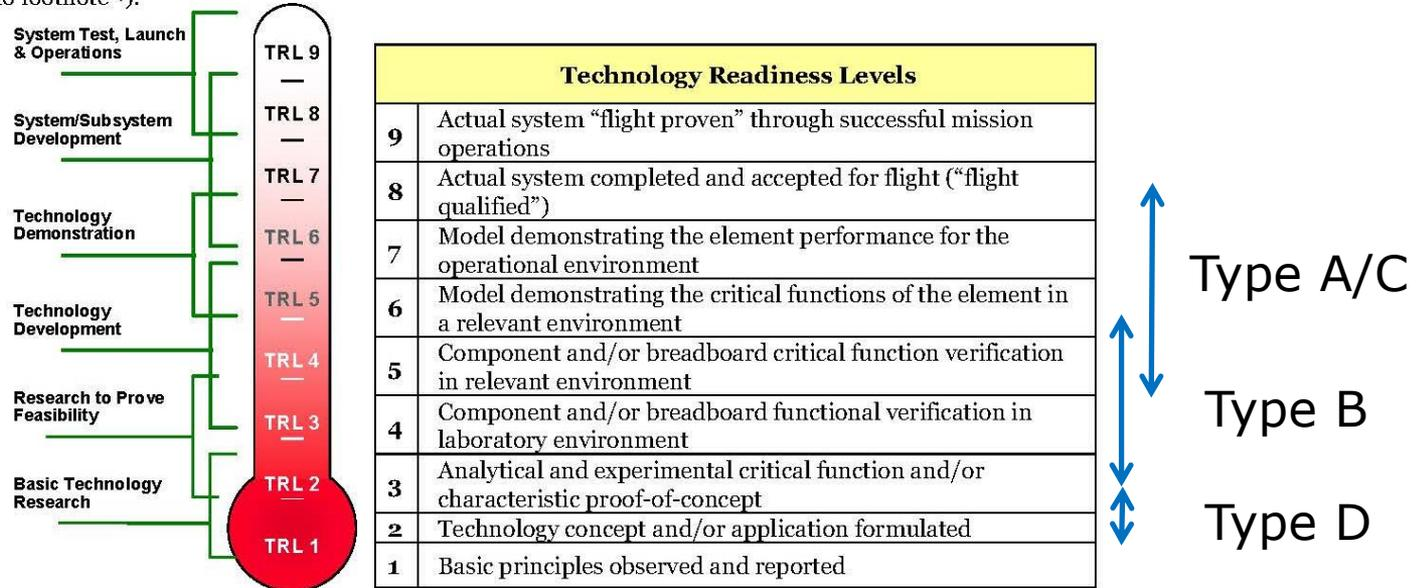 to footnote
System Test, Launch
& Operations
System/Subsystem
Development
Technology
Demonstration
Technology
Development
Research to Prove
Feasibility
Basic Technology
Research
TRL 9
TRL 8
TRL 7
TRL 6
TRL 5
TRL 4
TRL 3
TRL 2
TRL 1
Technology Readiness Levels
9 Actual system “flight proven” through successful mission
operations
8 Actual system completed and accepted for flight (“flight
qualified”)
7 Model demonstrating the element performance for the
operational environment
6 Model demonstrating the critical functions of the element in
a relevant environment
5 Component and/or breadboard critical function verification
in relevant environment
4 Component and/or breadboard functional verification in
laboratory environment
3 Analytical and experimental critical function and/or
characteristic proof-of-concept
2 Technology concept and/or application formulated
1 Basic principles observed and reported
Type A/C
Type B
Type D